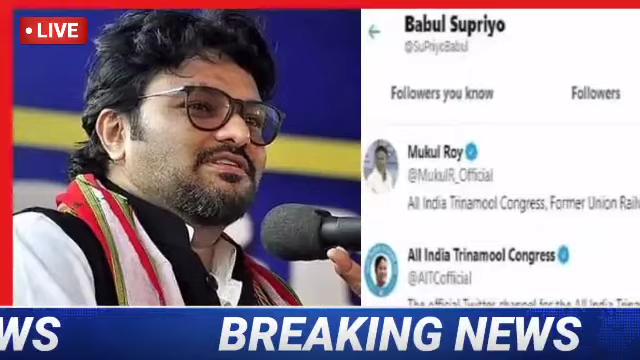 LIVE
Babul Supriyo
@SuPriyoBabul
Followers you know
Followers
Mukul Roy
@MukulR_Official
All India Trinamool Congress, Former Union Rail
All India Trinamool Congress
@AITCofficial
The official Twitter channel for the All India Trina
WS
BREAKING NEWS